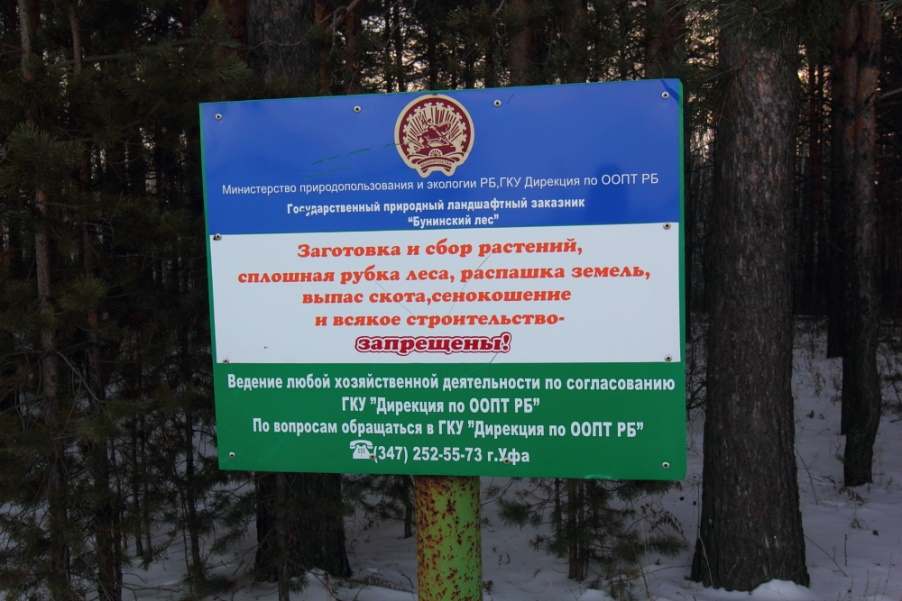 Министерство природопользования и экологии РБ,ГКУ Дирекция по ООПТ РБ
Государственный природный ландшафтный заказник
"Бунинский лес"
Заготовка и сбор растений,
сплошная рубка леса, распашка земель,
выпас скота,сенокошение
и всякое строительство-
запрещены!
Ведение любой хозяйственной деятельности по согласованию
ГКУ "Дирекция по ООПТ РБ"
По вопросам обращаться в ГКУ "Дирекция по ООПТ РБ"
(347) 252-55-73 г.Уфа